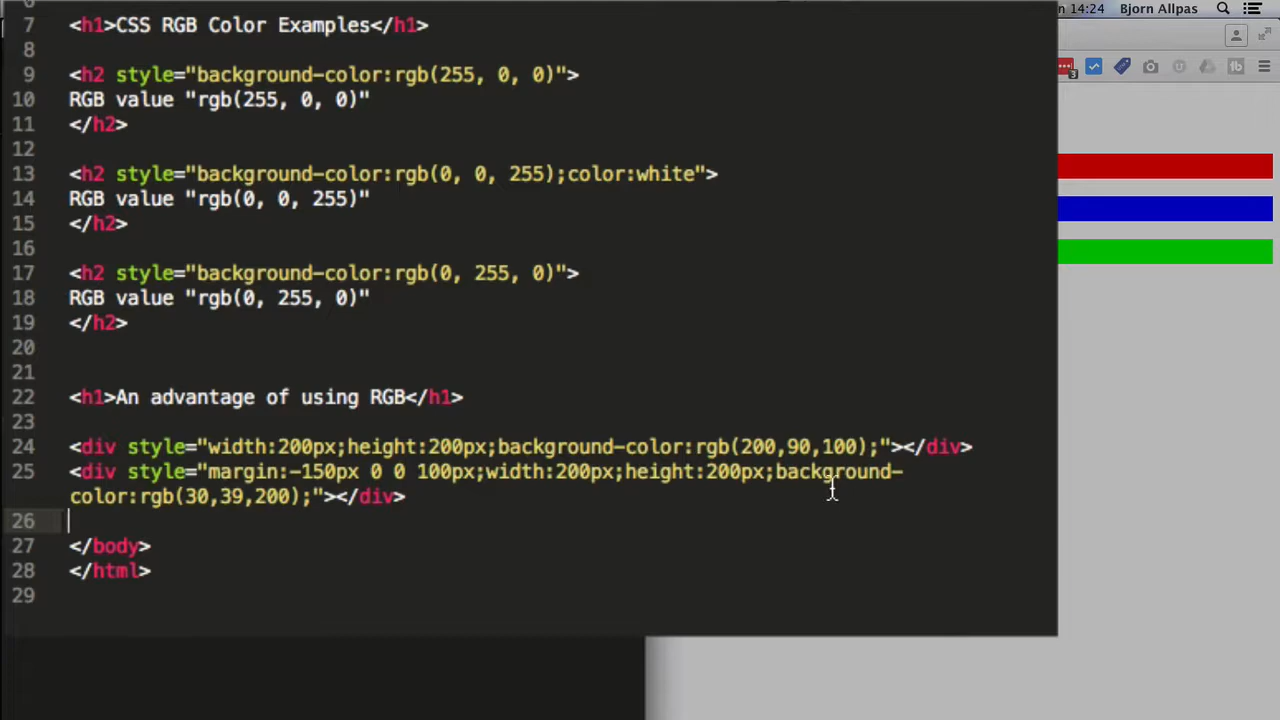 n 14:24 Bjorn Allpas
7 <h1>CSS RGB Color Examples</h1>
8
9 <h2 style="background-color:rgb(255, 0, 0)">
10 RGB value "rgb(255, 0, 0)"
11 </h2>
12
13 <h2 style="background-color:rgb(0, 0, 255);color:white">
14 RGB value "rgb(0, 0, 255)"
15 </h2>
16
17 <h2 style="background-color:rgb(0, 255, 0)">
18 RGB value "rgb(0, 255, 0)"
19 </h2>
20
21
22 <h1>An advantage of using RGB</h1>
23
24 <div style="width:200px;height:200px;background-color:rgb(200,90,100);"></div>
25 <div style="margin:-150px 0 0 100px;width:200px;height:200px;background-
color:rgb(30,39,200);"></div>
26
27 </body>
28 </html>
29
3